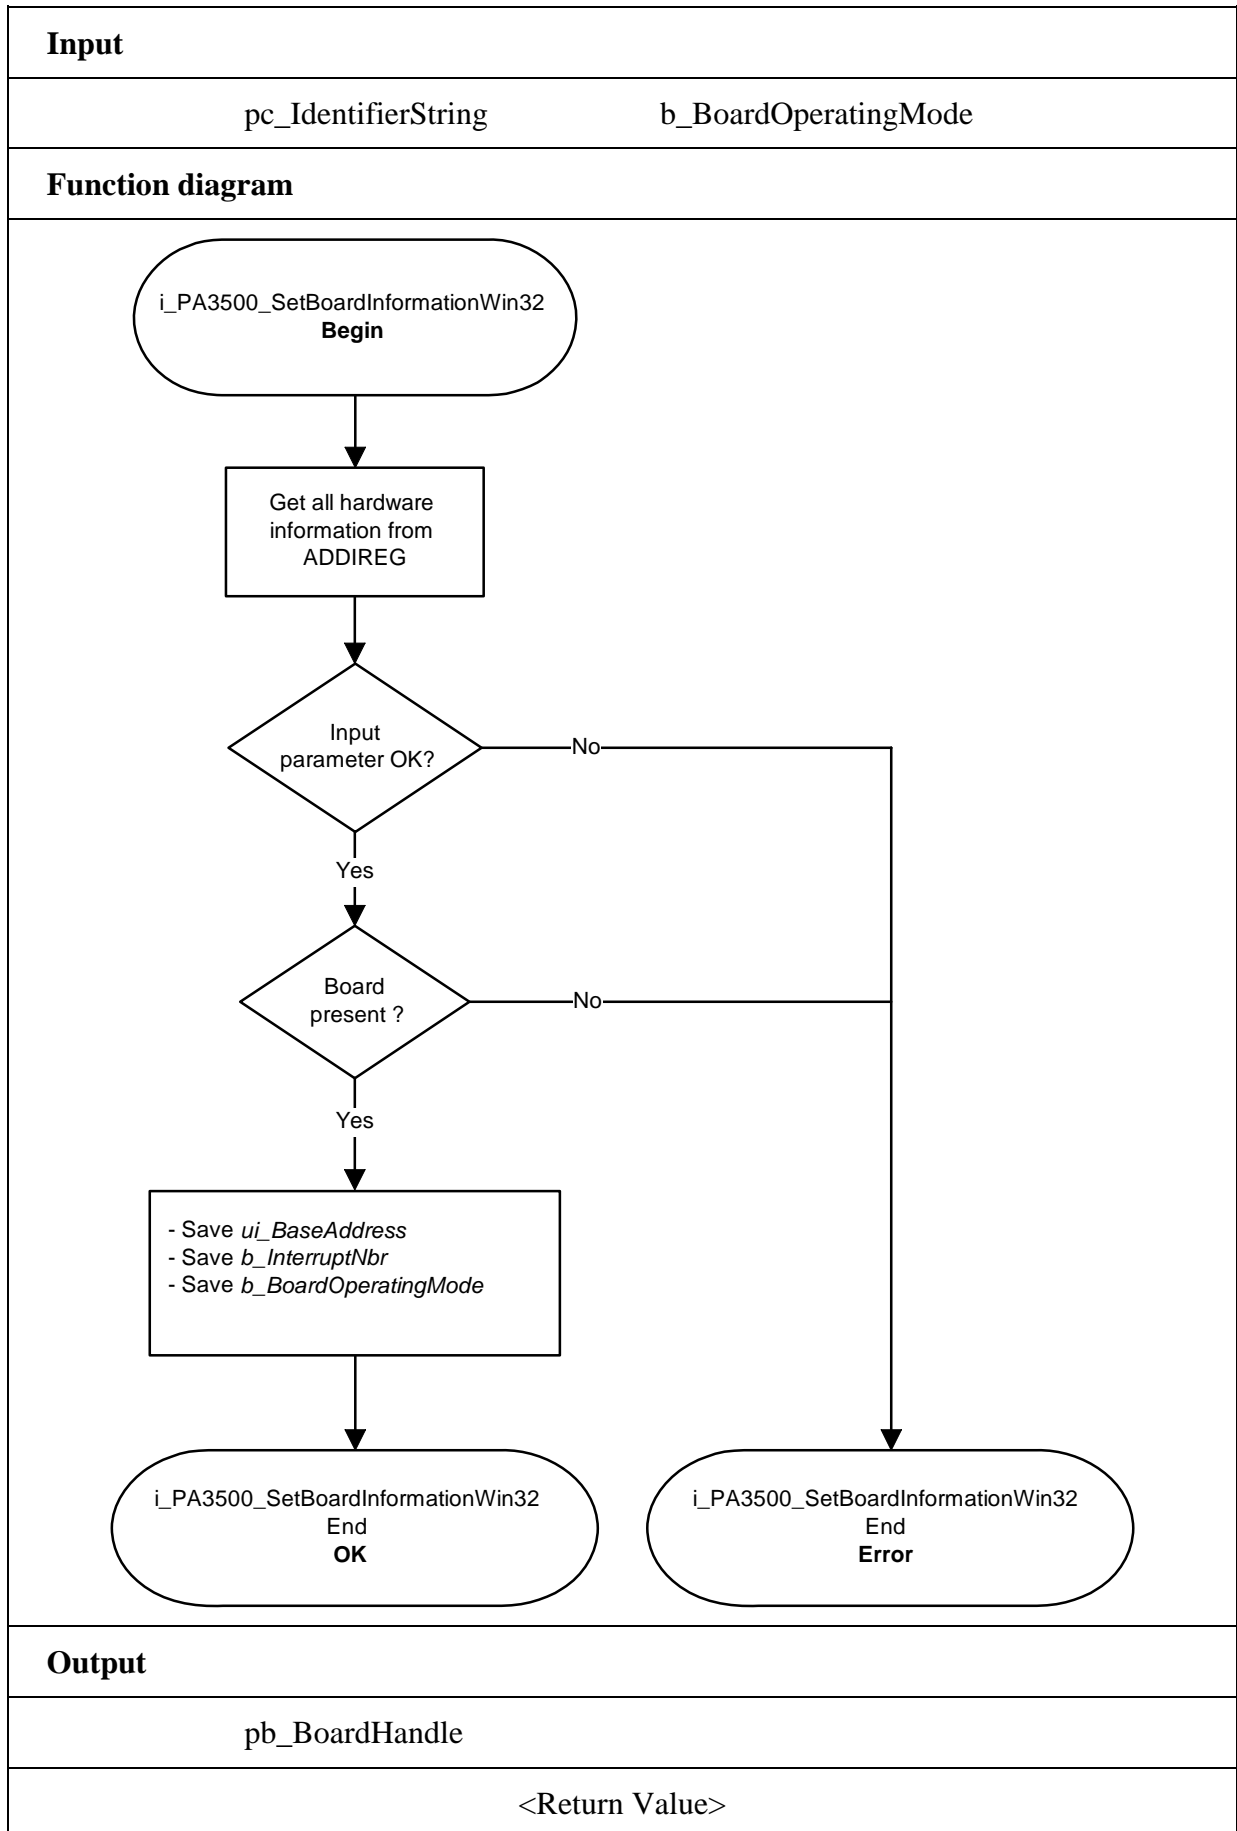 Input
pc_IdentifierString b_BoardOperatingMode
Function diagram
i_PA3500_SetBoardInformationWin32
Begin
Get all hardware
information from
ADDIREG
Input
parameter OK?
No
Yes
Board
present ?
No
Yes
- Save ui_BaseAddress
- Save b_InterruptNbr
- Save b_BoardOperatingMode
i_PA3500_SetBoardInformationWin32
End
OK
i_PA3500_SetBoardInformationWin32
End
Error
Output
pb_BoardHandle
<Return Value>